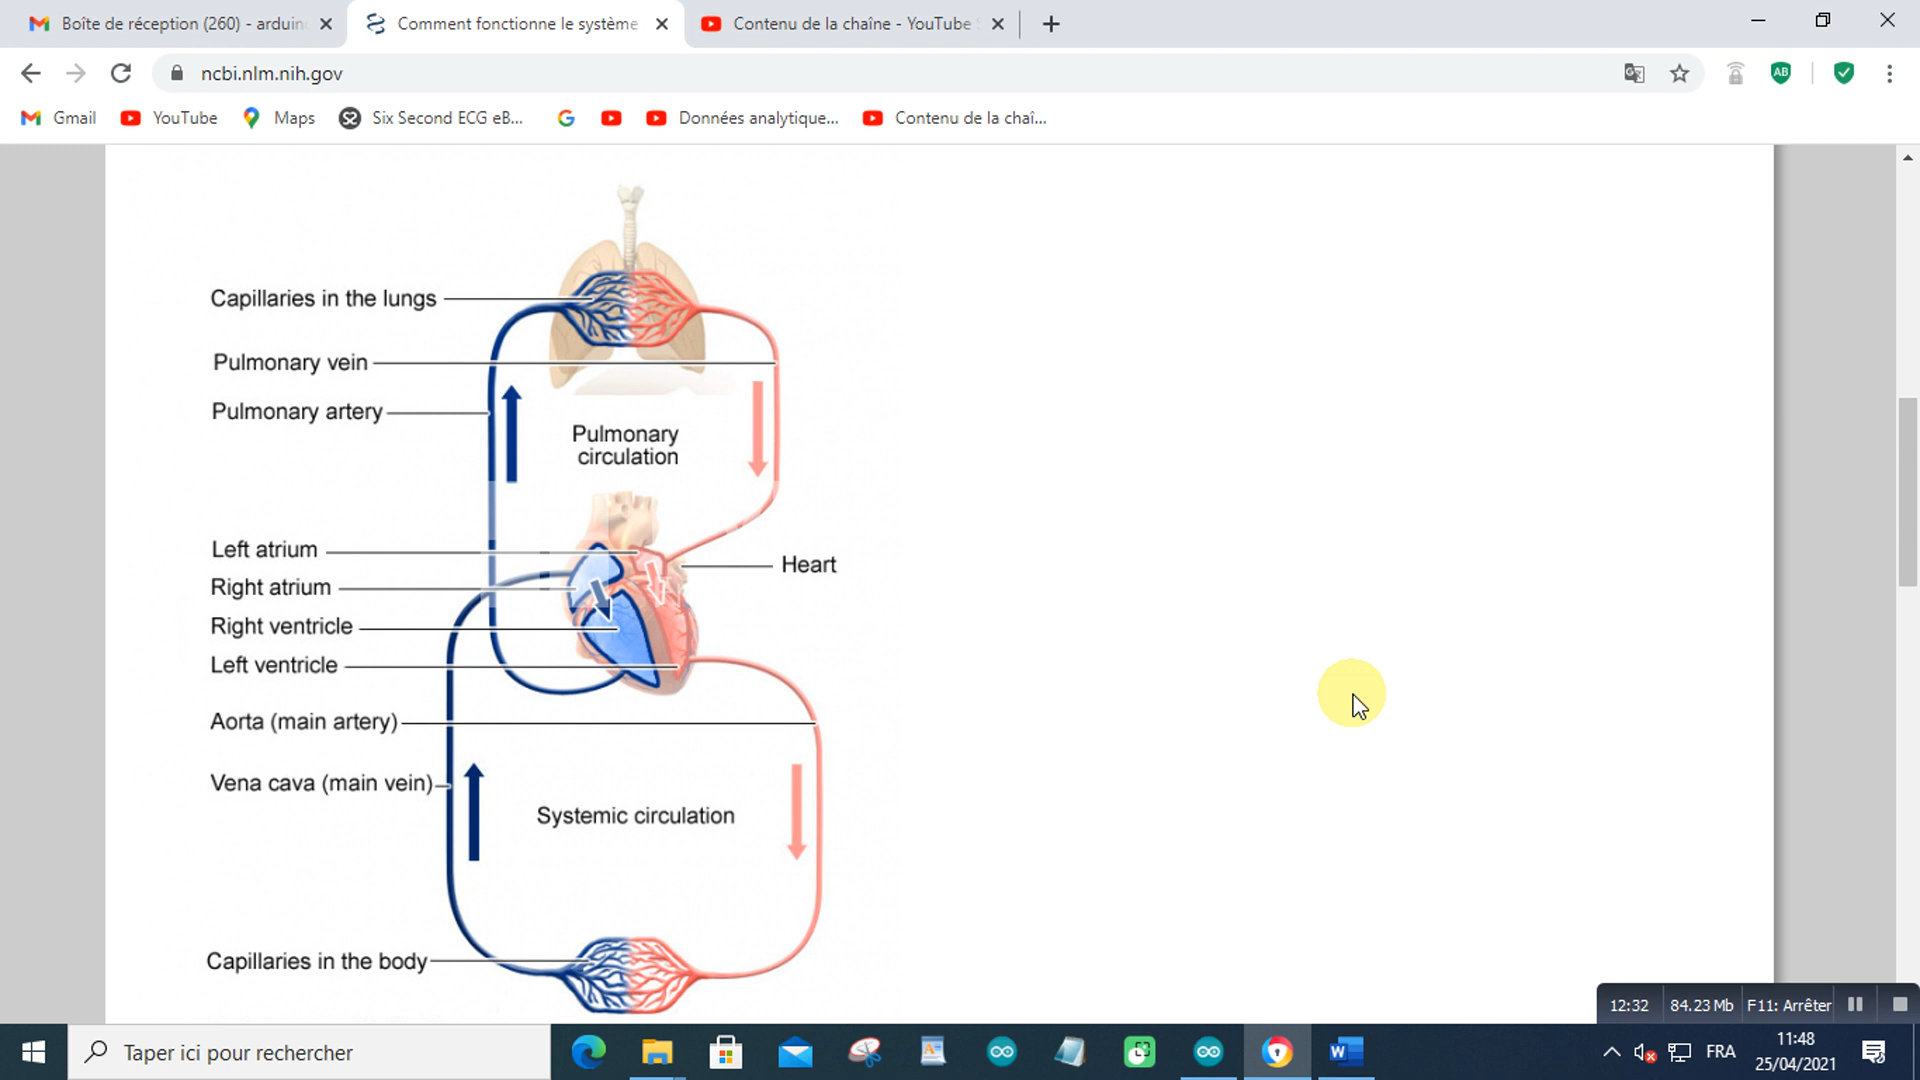 Boîte de réception (260) - arduin
Comment fonctionne le système
Contenu de la chaîne - YouTube
ncbi.nlm.nih.gov
AB
Gmail
YouTube
Maps
Six Second ECG eB...
Données analytique...
Contenu de la chaî...
Capillaries in the lungs
Pulmonary vein
Pulmonary artery
Pulmonary
circulation
Left atrium
Heart
Right atrium
Right ventricle
Left ventricle
Aorta (main artery)
Vena cava (main vein)
Systemic circulation
Capillaries in the body
12:32
84.23 Mb
F11: Arrêter
Taper ici pour rechercher
FRA
11:48
25/04/2021